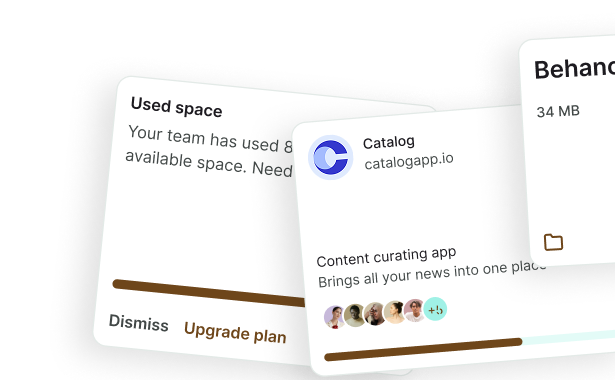 Used space
Your team has used 8
available space. Need
Dismiss Upgrade plan
Catalog
catalogapp.io
Content curating app
Brings all your news into one place
+5
Behanc
34 MB